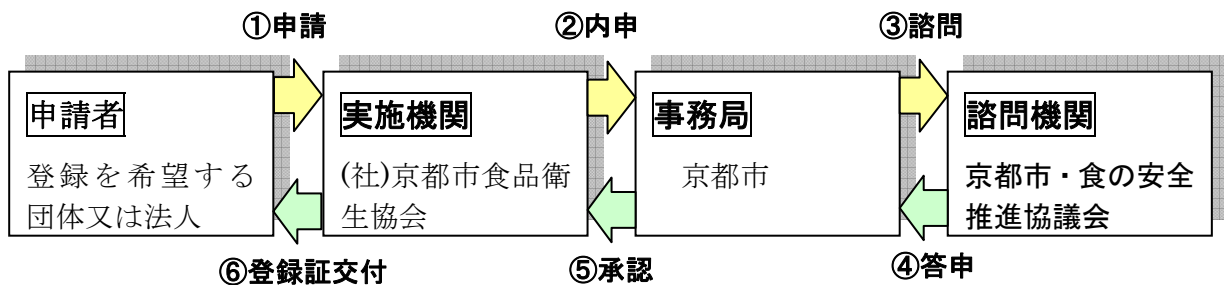 ①申請
②内申
③諮問
申請者
登録を希望する
団体又は法人
実施機関
(社)京都市食品衛
生協会
事務局
京都市
諮問機関
京都市・食の安全
推進協議会
⑥登録証交付
⑤承認
④答申